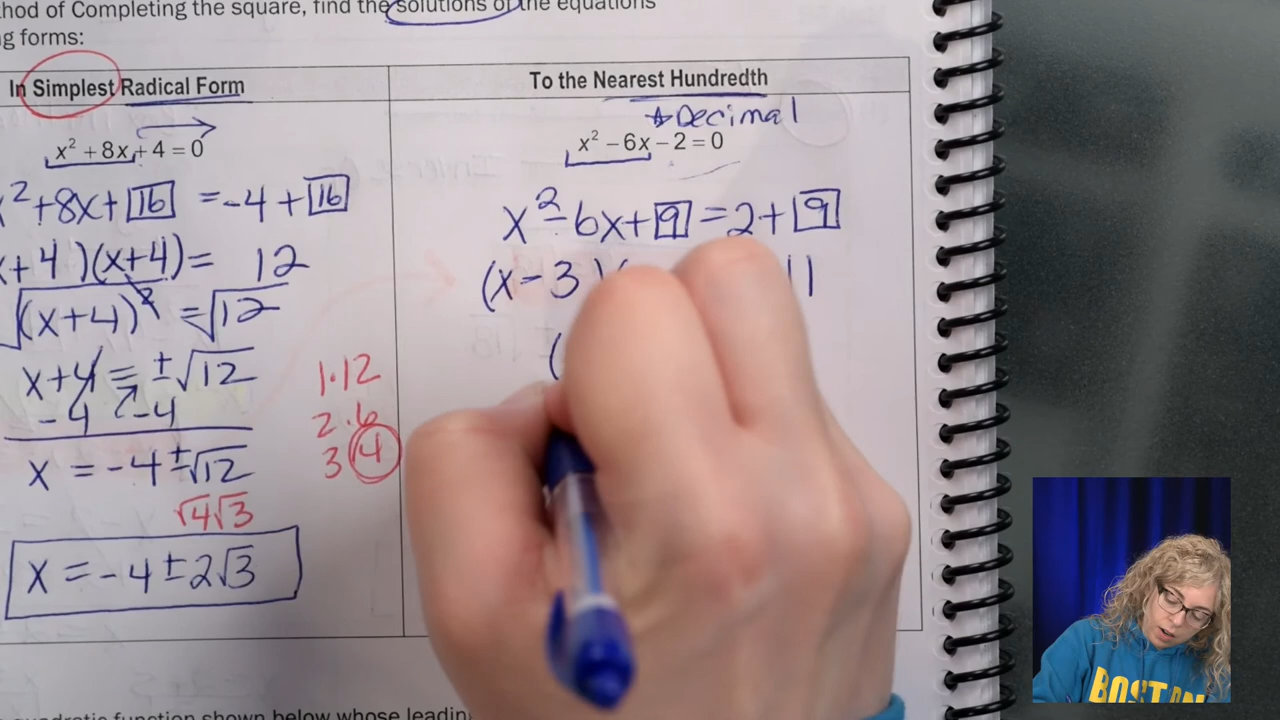 hod of Completing the square, find the solutions of the equations
g forms:
In Simplest Radical Form
x² + 8x + 4 = 0
x²+8x+16 = -4+16
x+4)(x+4) = 12
√(x+4)² = √12
x+4 = ±√12
-4 -4
x = -4 ±√12
√4√3
x = -4 ± 2√3
1·12
2·6
3 4
To the Nearest Hundredth
Decimal
x² − 6x − 2 = 0
x²-6x+9 = 2+9
(x-3)( 11
(
quadratic function shown below whose leadin
BOSTON